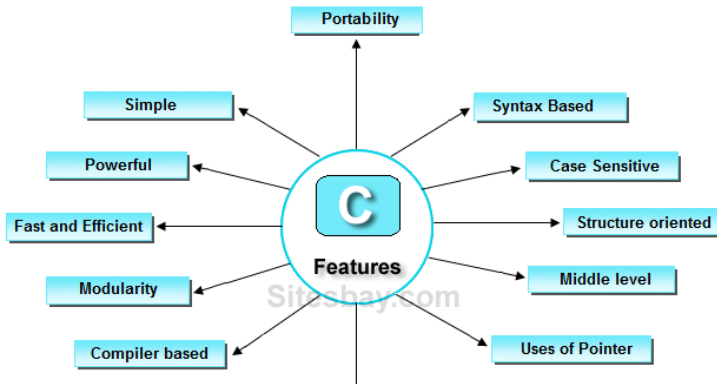 Portability
Simple
Syntax Based
Powerful
Case Sensitive
C
Fast and Efficient
Structure oriented
Features
Modularity
Middle level
Sitesbay.com
Compiler based
Uses of Pointer